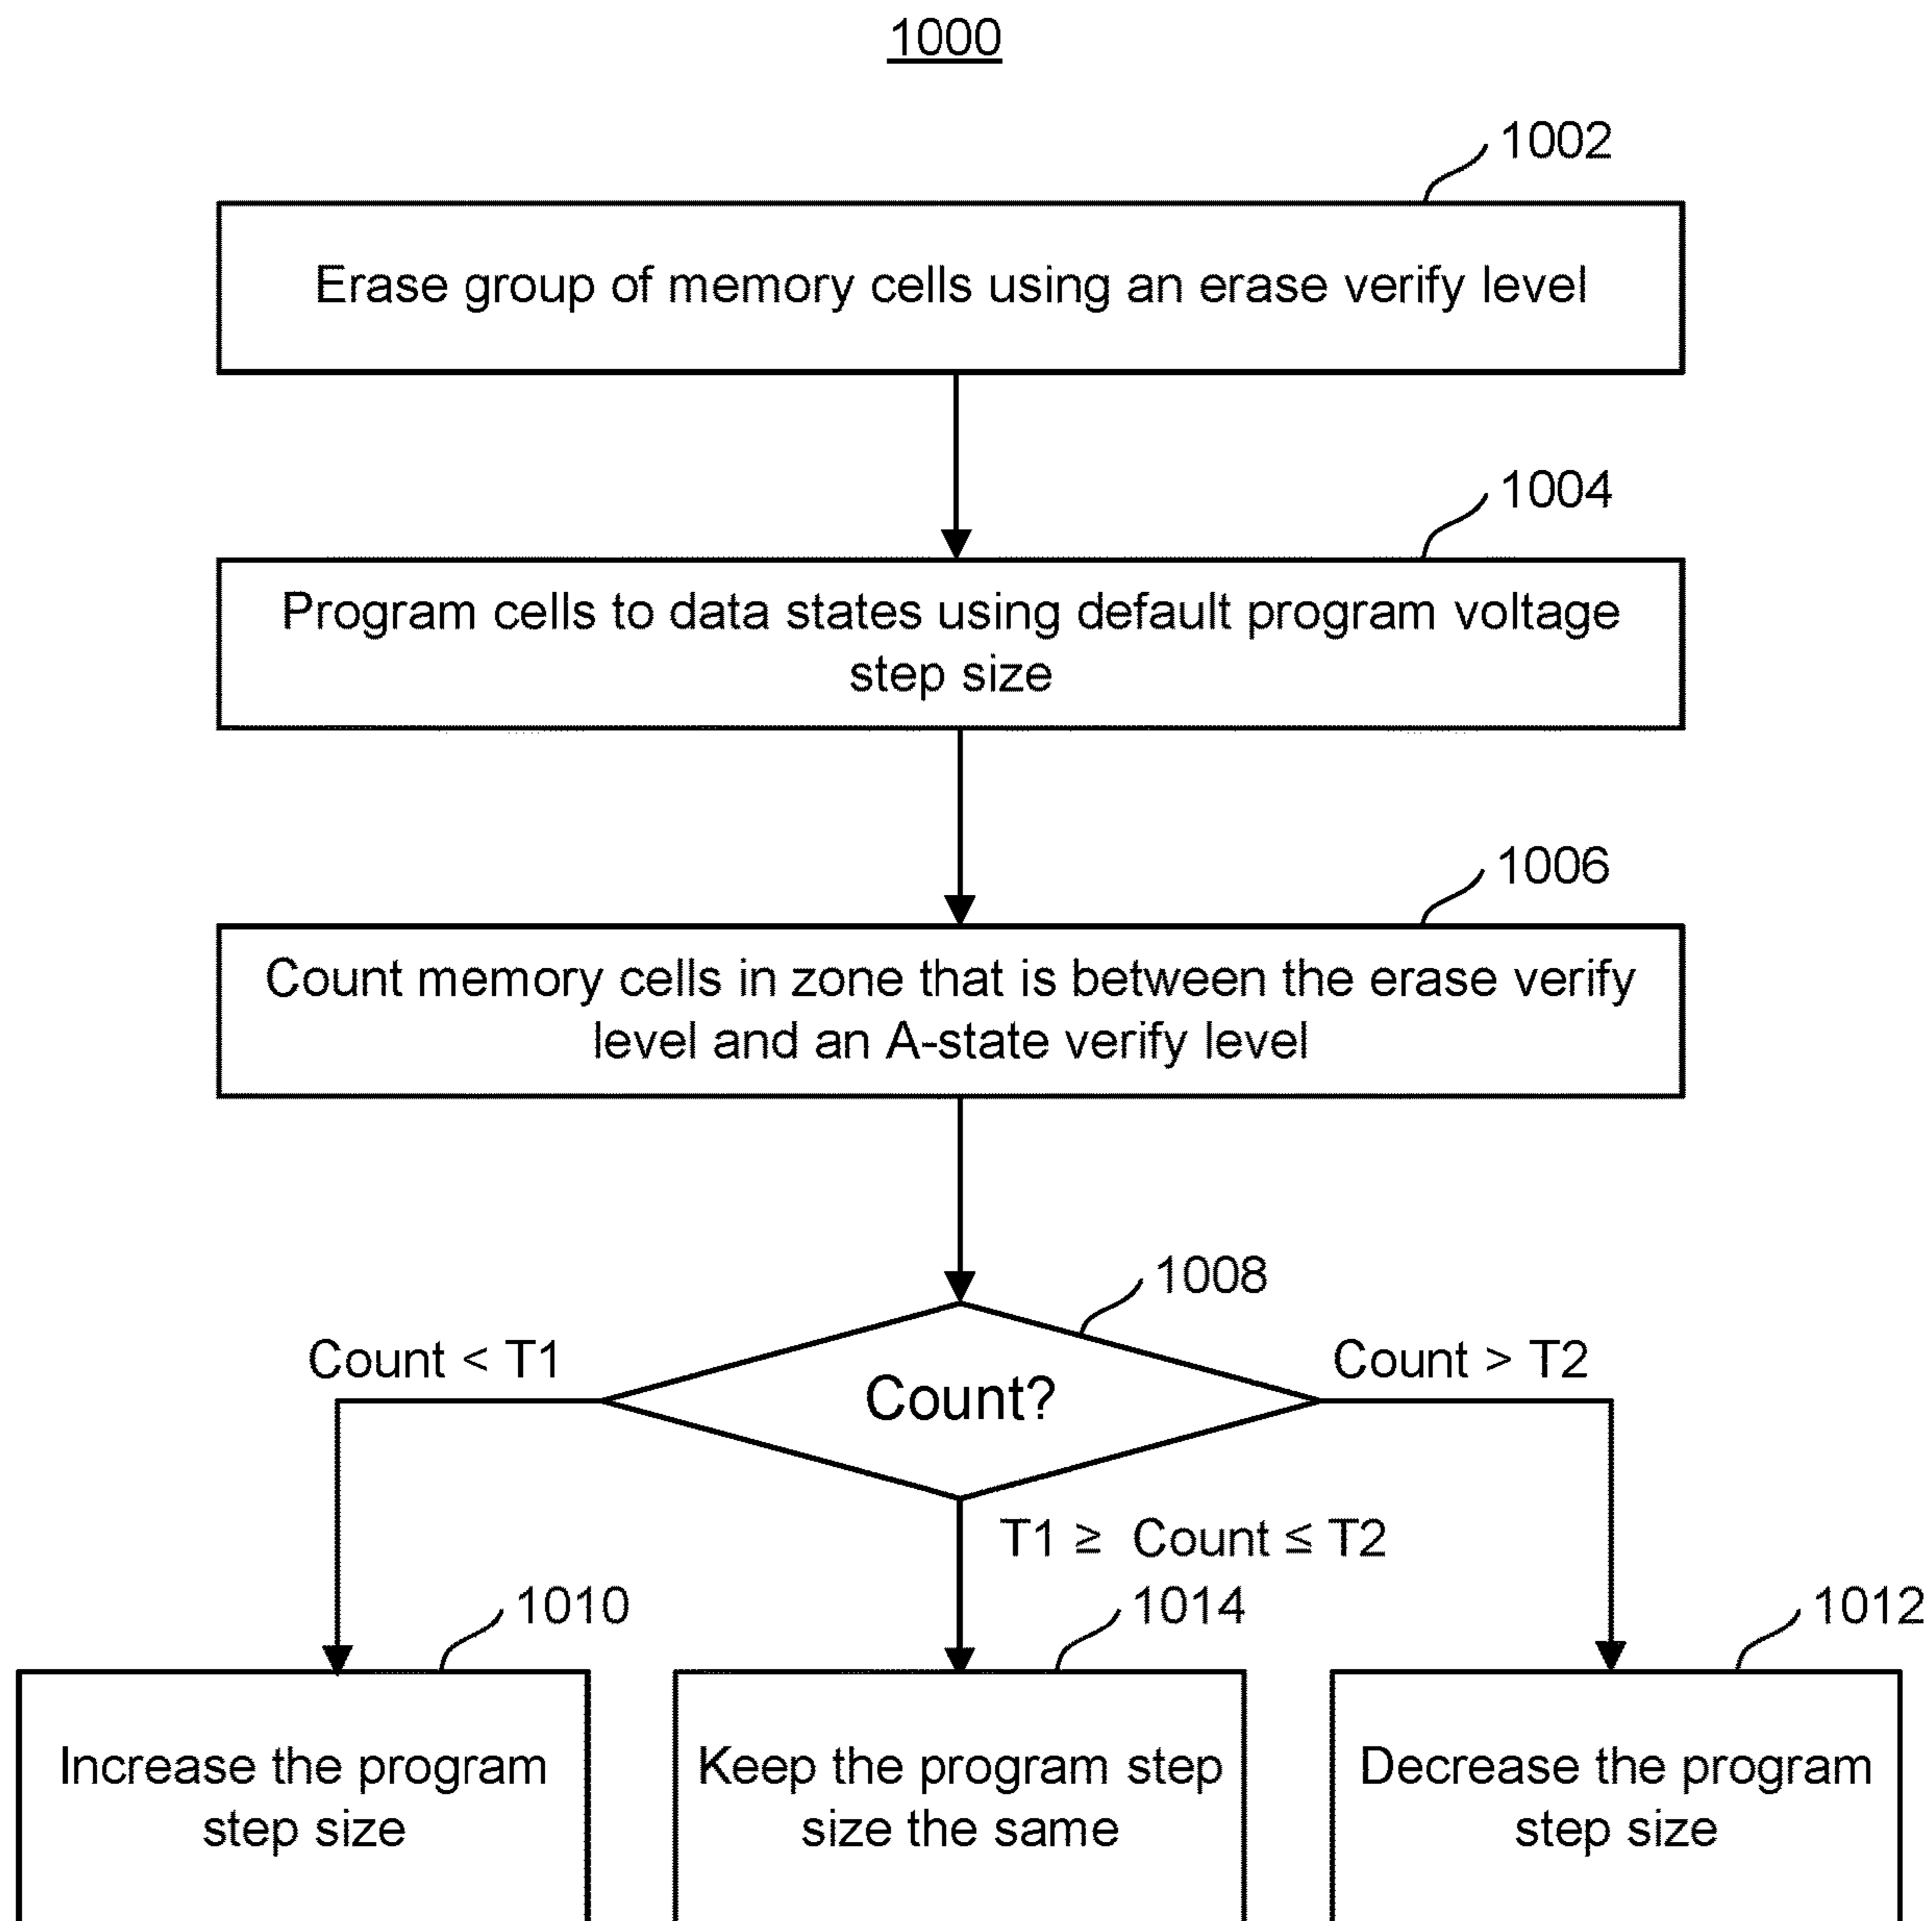 1000
1002
Erase group of memory cells using an erase verify level
1004
Program cells to data states using default program voltage
step size
1006
Count memory cells in zone that is between the erase verify
level and an A-state verify level
1008
Count < T1
Count?
Count > T2
T1 ≥ Count ≤ T2
1010
1014
1012
Increase the program
step size
Keep the program step
size the same
Decrease the program
step size